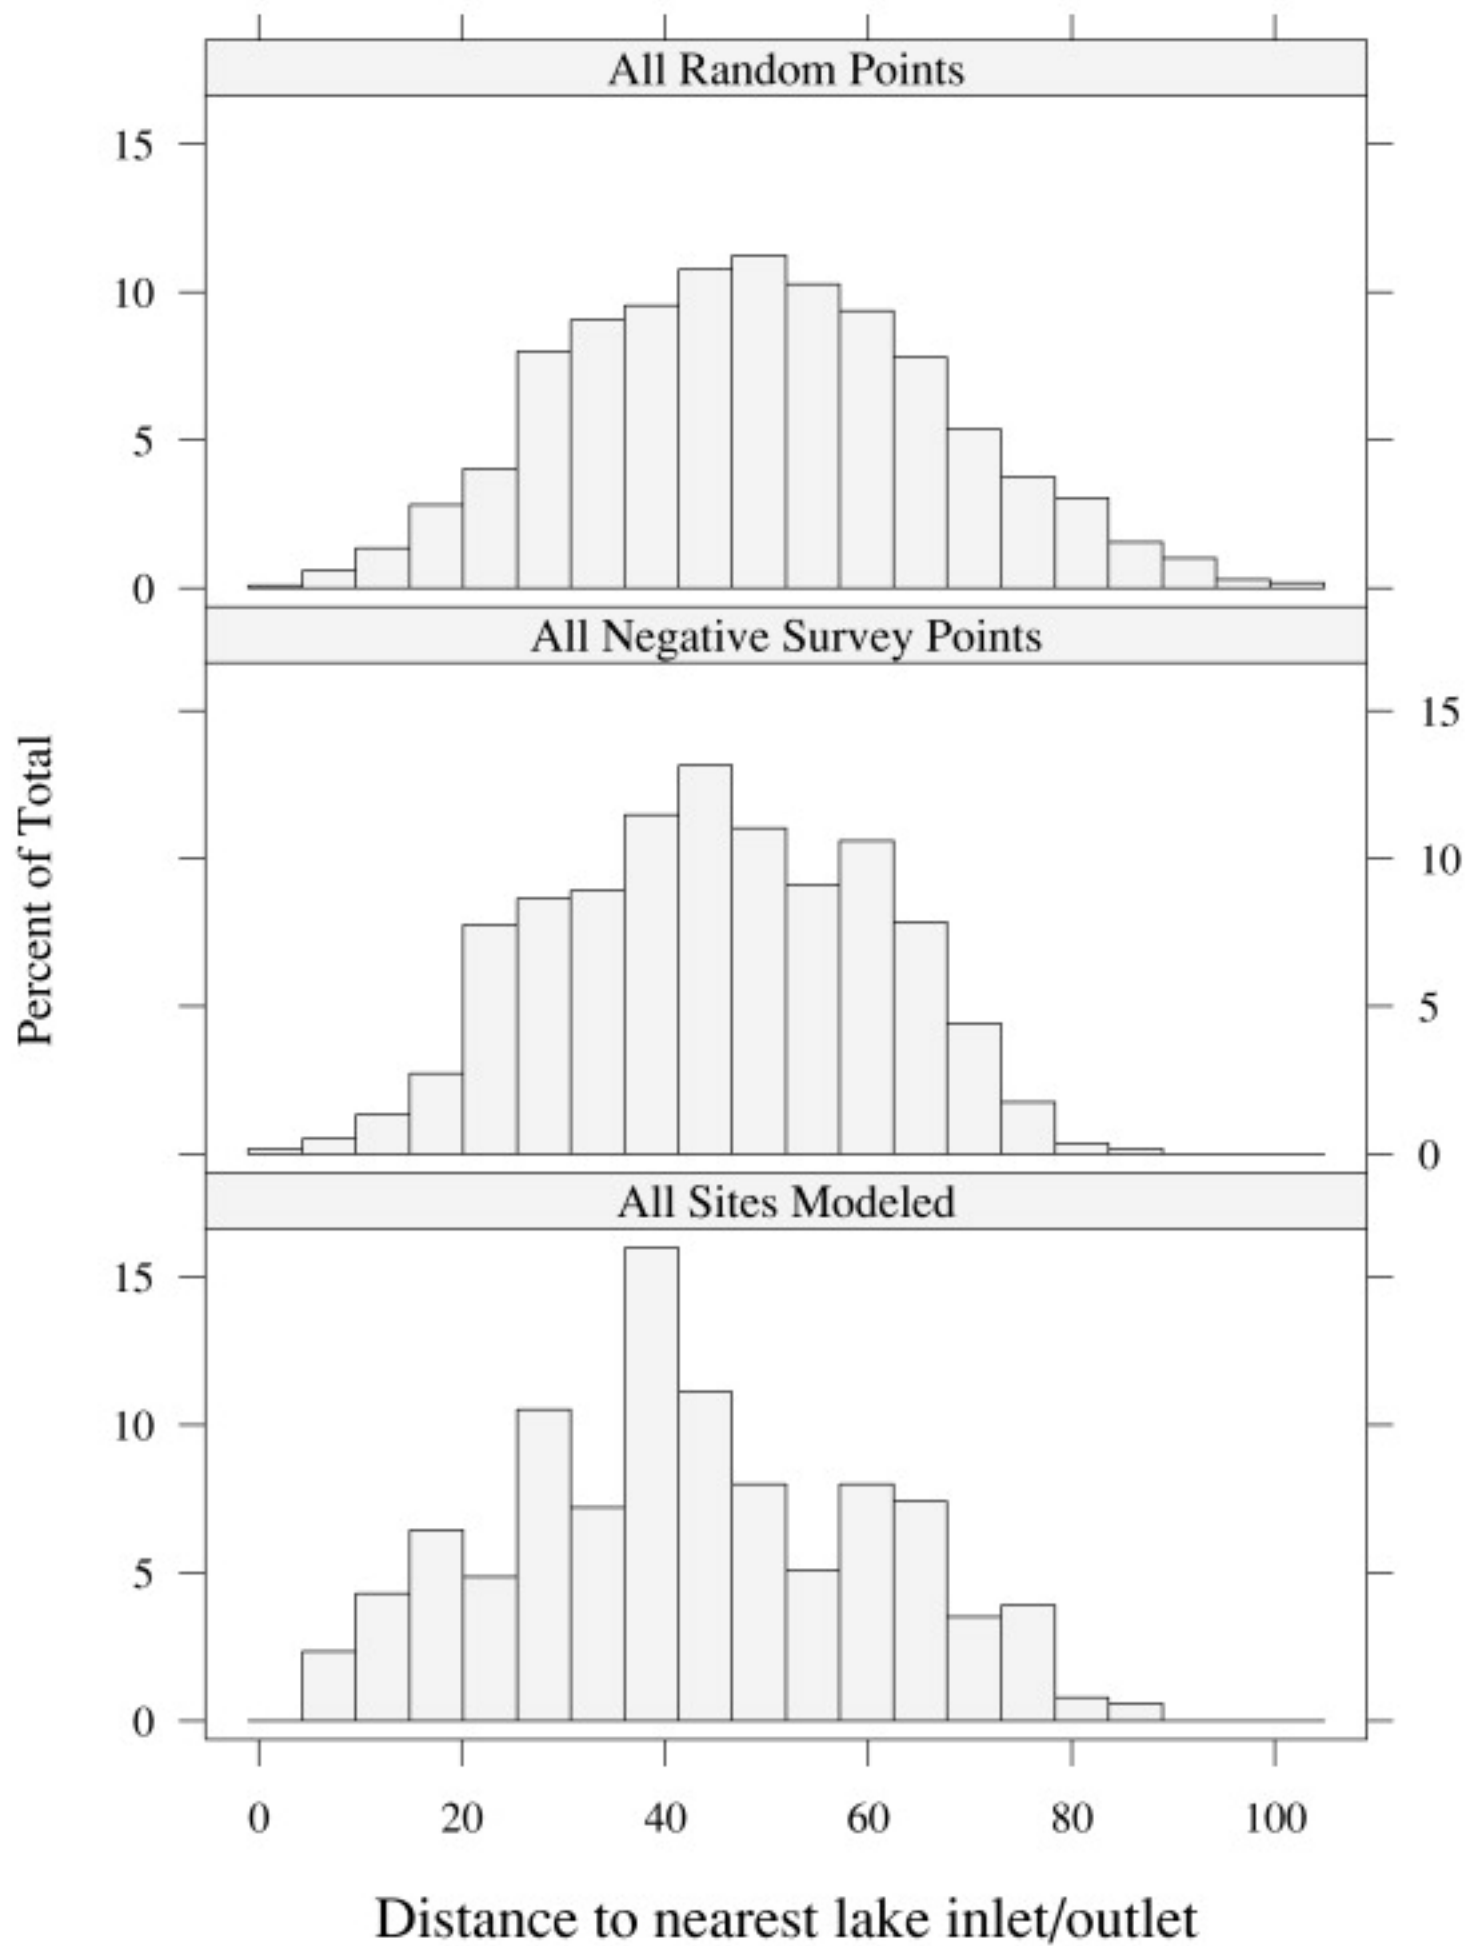 All Random Points
15
10
5
0
All Negative Survey Points
15
10
5
0
Percent of Total
All Sites Modeled
15
10
5
0
0 20 40 60 80 100
Distance to nearest lake inlet/outlet